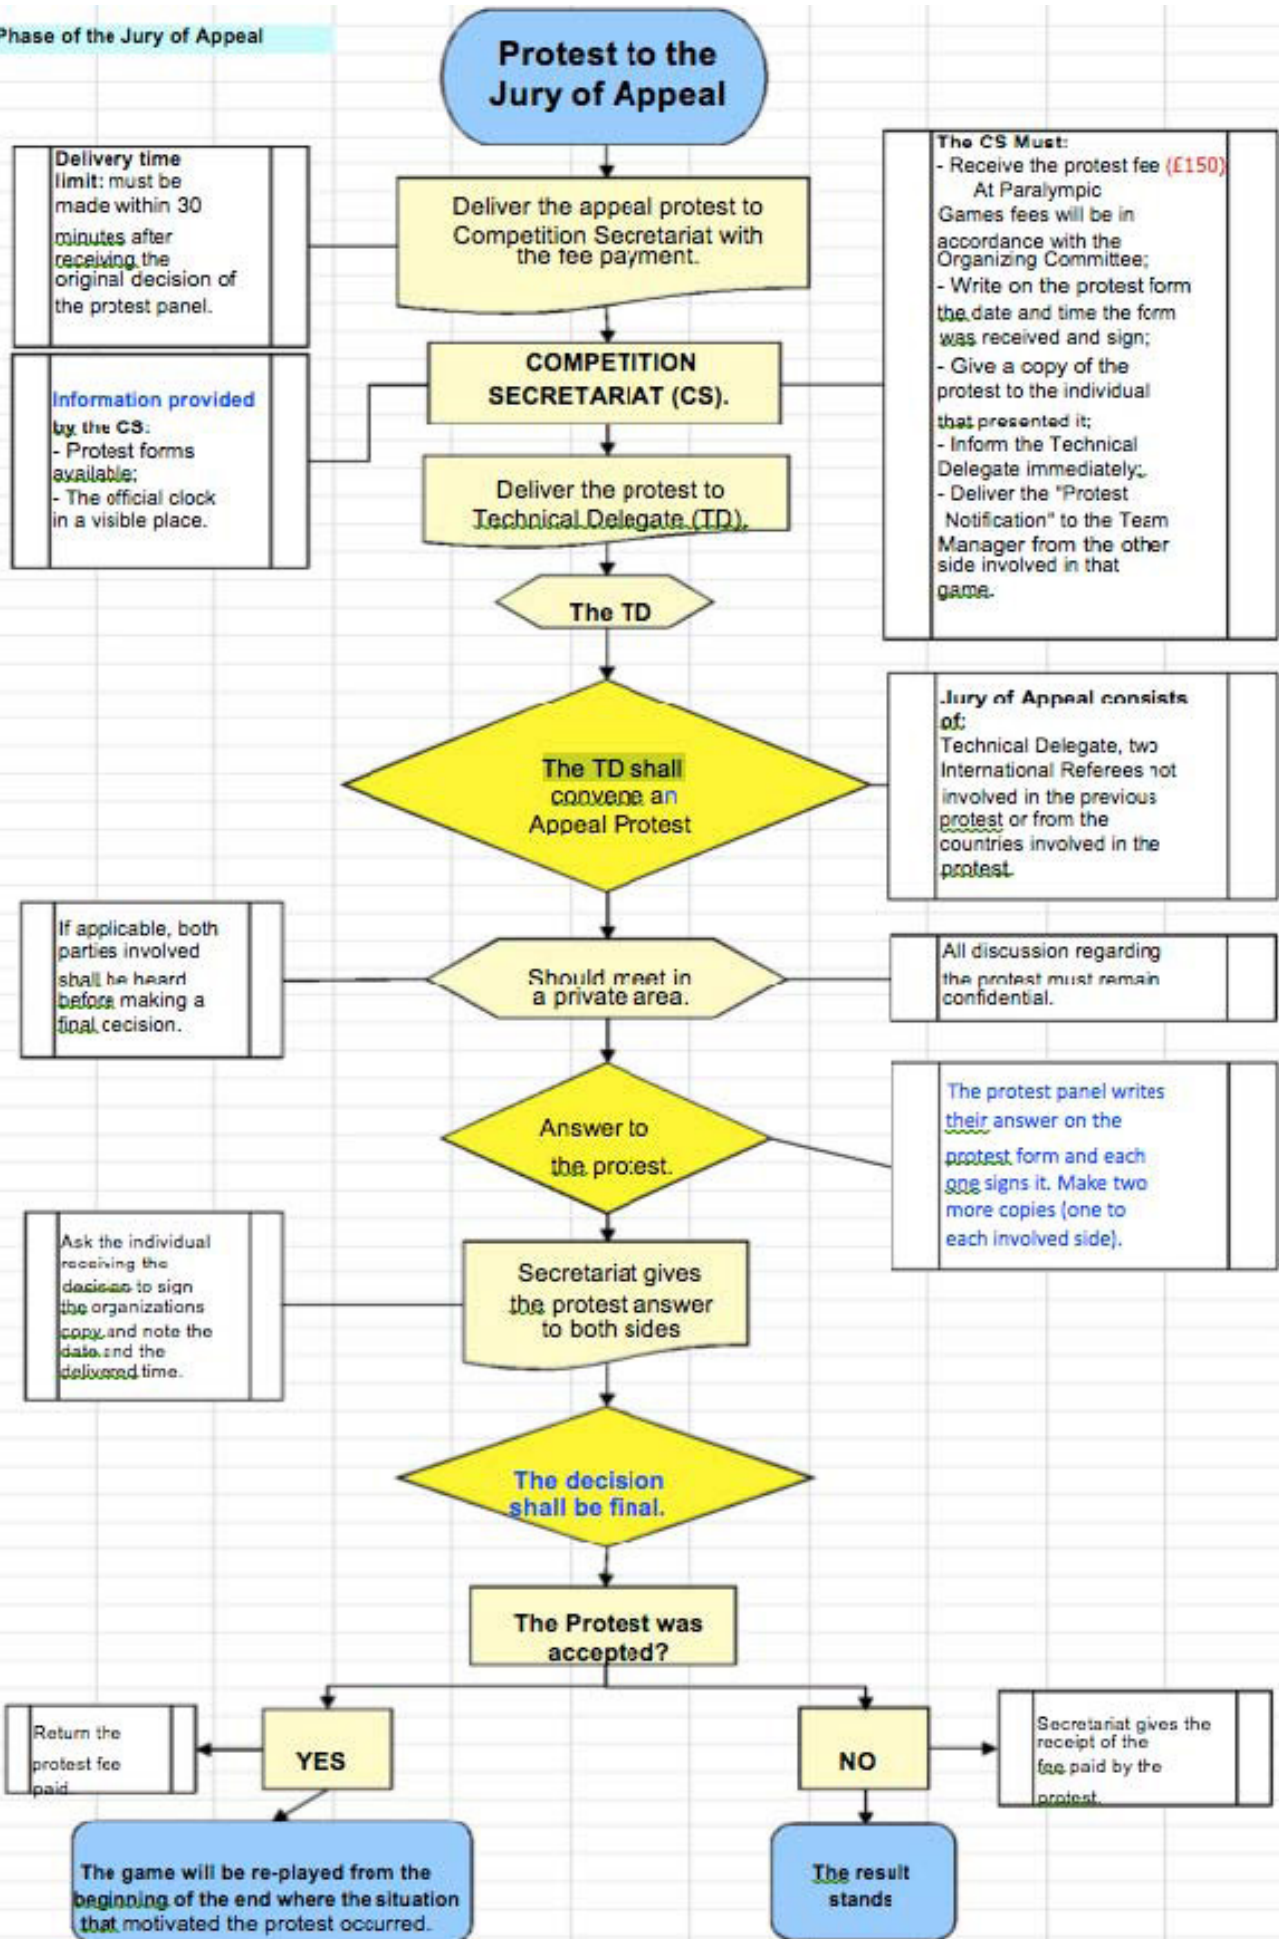 Phase of the Jury of Appeal
Protest to the
Jury of Appeal
Delivery time
limit: must be
made within 30
minutes after
receiving the
original decision of
the protest panel.
Deliver the appeal protest to
Competition Secretariat with
the fee payment.
The CS Must:
- Receive the protest fee (£150)
At Paralympic
Games fees will be in
accordance with the
Organizing Committee;
- Write on the protest form
the date and time the form
was received and sign;
- Give a copy of the
protest to the individual
that presented it;
- Inform the Technical
Delegate immediately;
- Deliver the "Protest
Notification" to the Team
Manager from the other
side involved in that
game.
COMPETITION
SECRETARIAT (CS).
Information provided
by the CS:
- Protest forms
available;
- The official clock
in a visible place.
Deliver the protest to
Technical Delegate (TD).
The TD
The TD shall
convene an
Appeal Protest
Jury of Appeal consists
of:
Technical Delegate, two
International Referees not
involved in the previous
protest or from the
countries involved in the
protest.
If applicable, both
parties involved
shall be heard
before making a
final cecision.
Should meet in
a private area.
All discussion regarding
the protest must remain
confidential.
Answer to
the protest.
The protest panel writes
their answer on the
protest form and each
one signs it. Make two
more copies (one to
each involved side).
Ask the individual
receiving the
decision to sign
the organizations
copy and note the
date and the
delivered time.
Secretariat gives
the protest answer
to both sides
The decision
shall be final.
The Protest was
accepted?
Return the
protest fee
paid.
YES
NO
Secretariat gives the
receipt of the
fee paid by the
protest.
The game will be re-played from the
beginning of the end where the situation
that motivated the protest occurred.
The result
stands